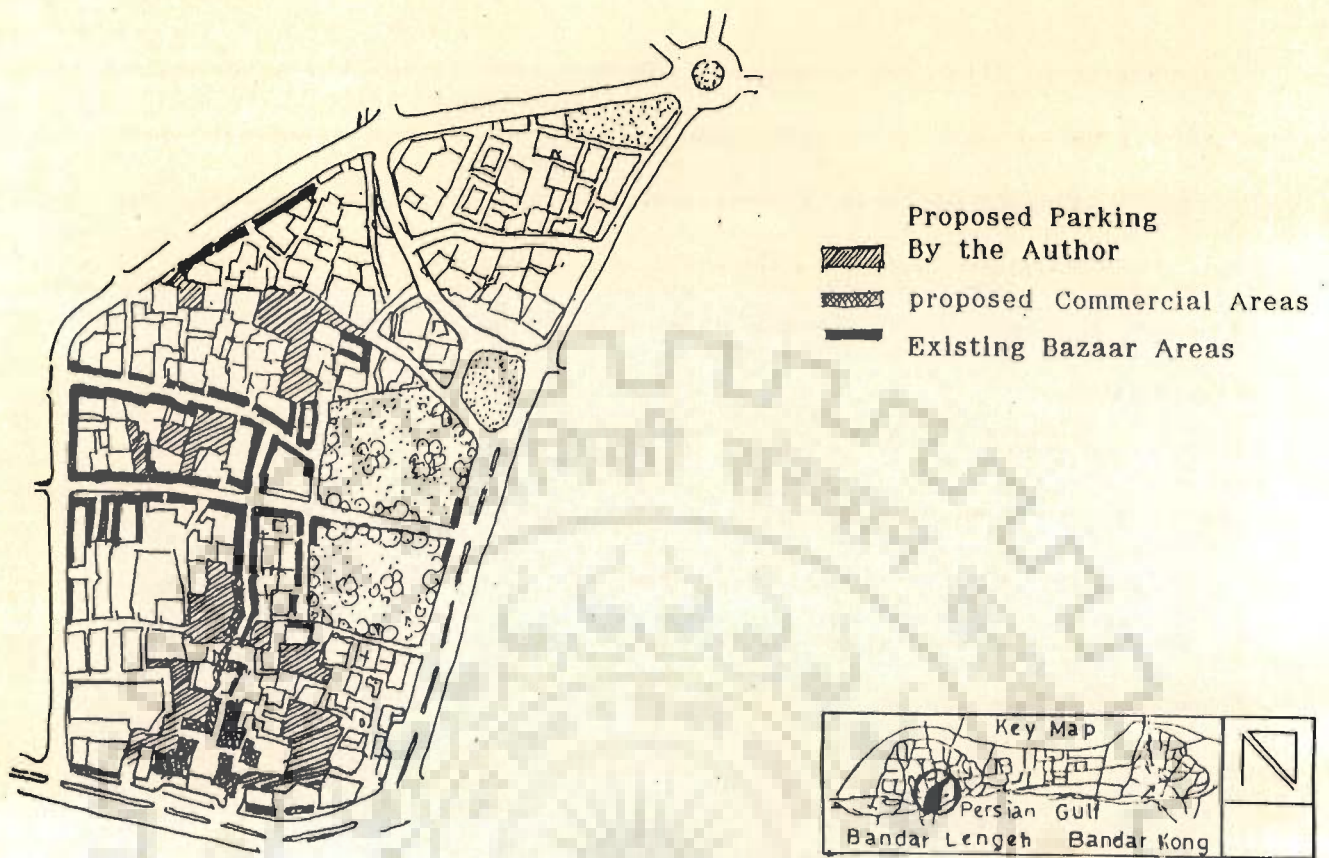 Proposed Parking
By the Author
proposed Commercial Areas
Existing Bazaar Areas
Key Map
Persian Gulf
Bandar Lengeh Bandar Kong